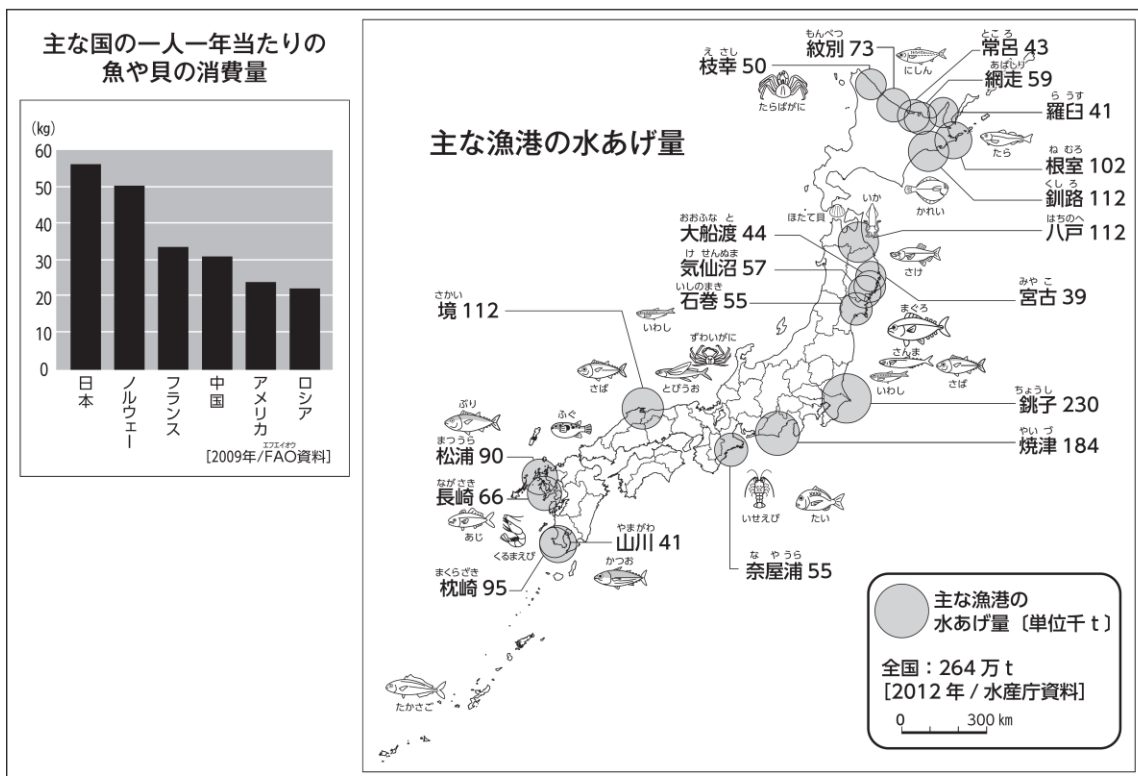 主な国の一人一年当たりの
魚や貝の消費量
(kg)
60
50
40
30
20
10
0
日本
ノルウェー
フランス
中国
アメリカ
ロシア
エフエイオウ
[2009年/FAO資料]
主な漁港の水あげ量
えさし
枝幸 50
もんべつ
紋別 73
ところ
常呂 43
あばしり
網走 59
らうす
羅臼 41
ねむろ
根室 102
くしろ
釧路 112
はちのへ
八戸 112
みやこ
宮古 39
おおふなと
大船渡 44
けせんぬま
気仙沼 57
いしのまき
石巻 55
ちょうし
銚子 230
やいづ
焼津 184
なやうら
奈屋浦 55
さかい
境 112
まつうら
松浦 90
ながさき
長崎 66
やまがわ
山川 41
まくらざき
枕崎 95
にしん
たらばがに
たら
かれい
ほたて貝
いか
さけ
まぐろ
さんま
いわし
さば
いわし
ずわいがに
さば
とびうお
ぶり
ふぐ
あじ
くるまえび
かつお
いせえび
たい
たかさご
主な漁港の
水あげ量〔単位千t〕
全国：264万t
[2012年/水産庁資料]
0 300 km